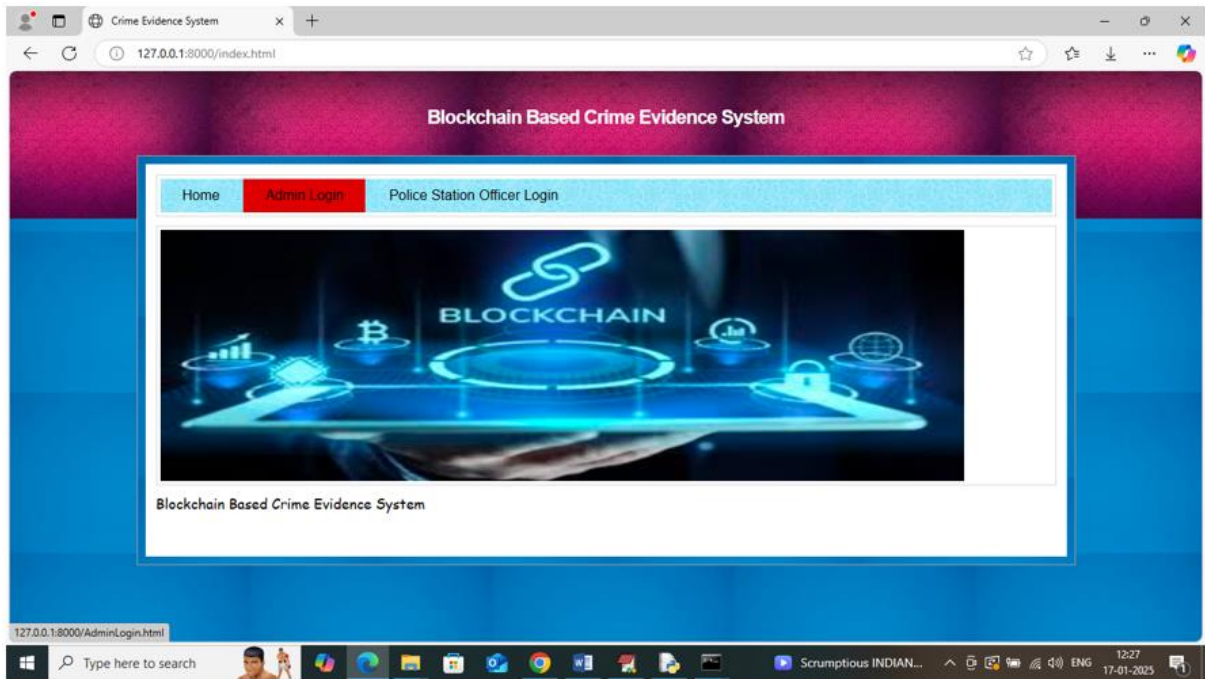 Crime Evidence System
127.0.0.1:8000/index.html
Blockchain Based Crime Evidence System
Home Admin Login Police Station Officer Login
BLOCKCHAIN
Blockchain Based Crime Evidence System
127.0.0.1:8000/AdminLogin.html
Type here to search
Scrumptious INDIAN...
ENG
12:27
17-01-2025